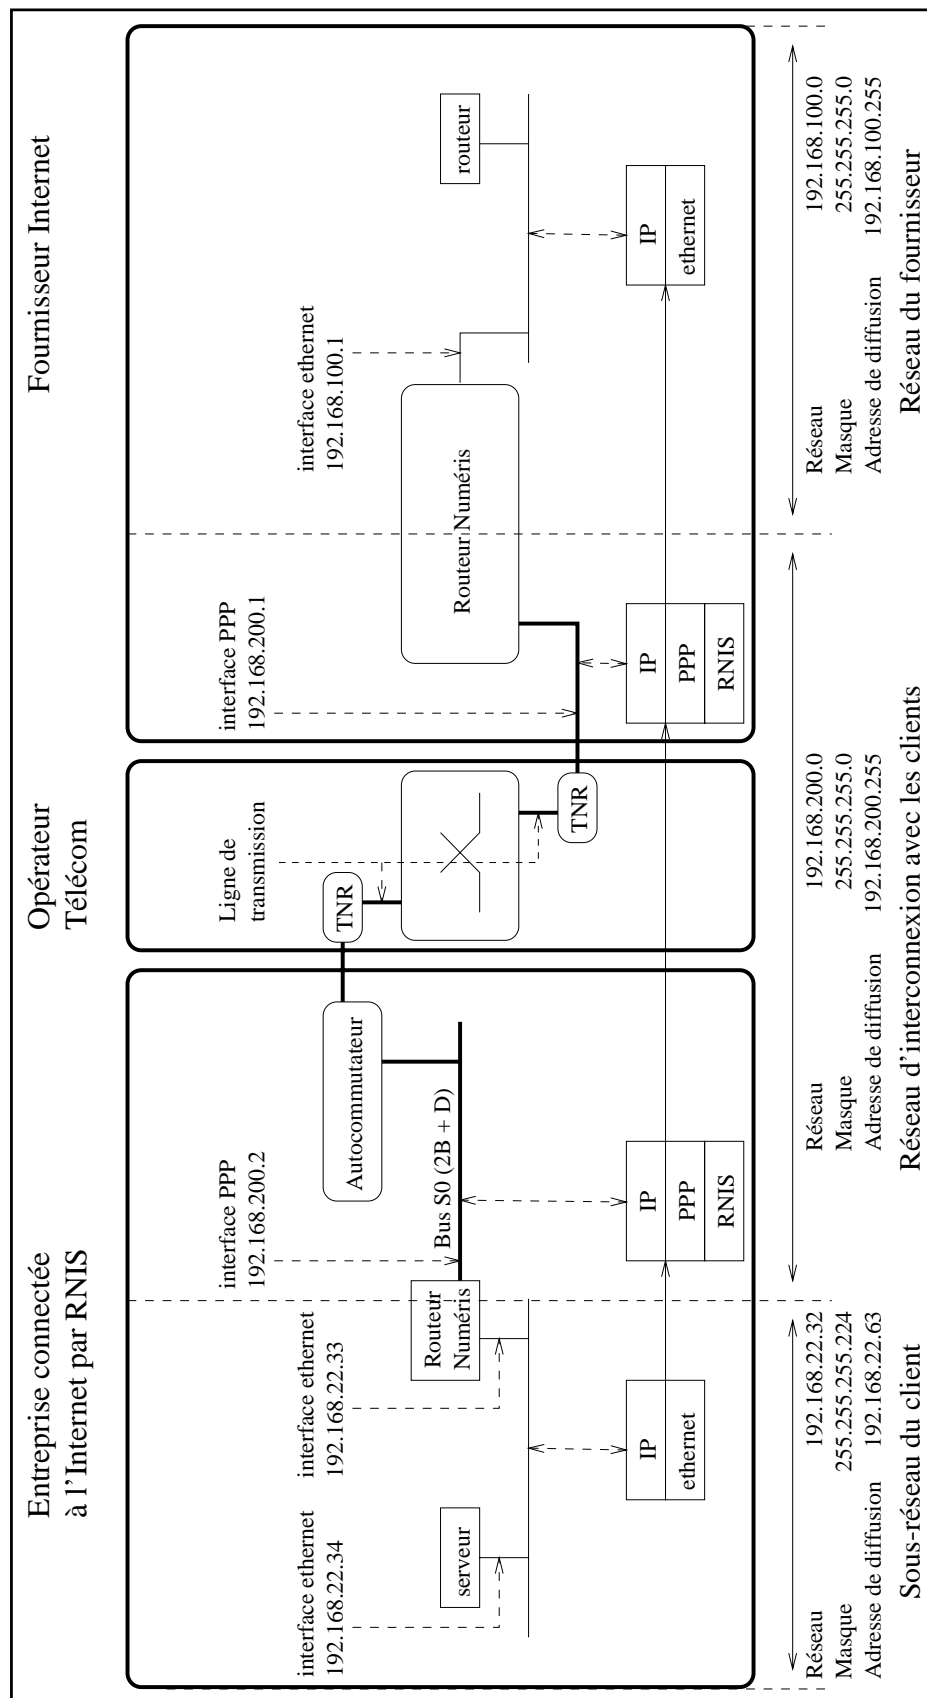 Entreprise connectée
à l'Internet par RNIS
Opérateur
Télécom
Fournisseur Internet
interface PPP
192.168.200.2
Ligne de
transmission
interface PPP
192.168.200.1
interface ethernet
192.168.22.34
interface ethernet
192.168.22.33
interface ethernet
192.168.100.1
Autocommutateur
TNR
serveur
Routeur
Numéris
Bus S0 (2B + D)
Routeur Numéris
routeur
TNR
IP
ethernet
IP
PPP
RNIS
IP
PPP
RNIS
IP
ethernet
Réseau 192.168.22.32
Masque 255.255.255.224
Adresse de diffusion 192.168.22.63
Sous-réseau du client
Réseau 192.168.200.0
Masque 255.255.255.0
Adresse de diffusion 192.168.200.255
Réseau d'interconnexion avec les clients
Réseau 192.168.100.0
Masque 255.255.255.0
Adresse de diffusion 192.168.100.255
Réseau du fournisseur